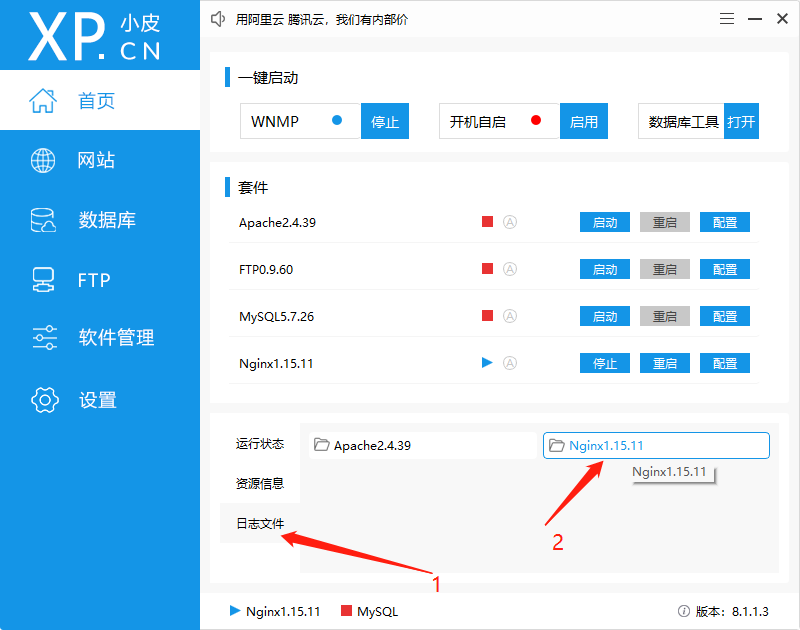 XP.CN 小皮
用阿里云 腾讯云，我们有内部价
首页
网站
数据库
FTP
软件管理
设置
一键启动
WNMP 停止 开机自启 启用 数据库工具 打开
套件
Apache2.4.39 A 启动 重启 配置
FTP0.9.60 A 启动 重启 配置
MySQL5.7.26 A 启动 重启 配置
Nginx1.15.11 A 停止 重启 配置
运行状态 Apache2.4.39 Nginx1.15.11
Nginx1.15.11
资源信息
日志文件
2
1
Nginx1.15.11 MySQL 版本：8.1.1.3